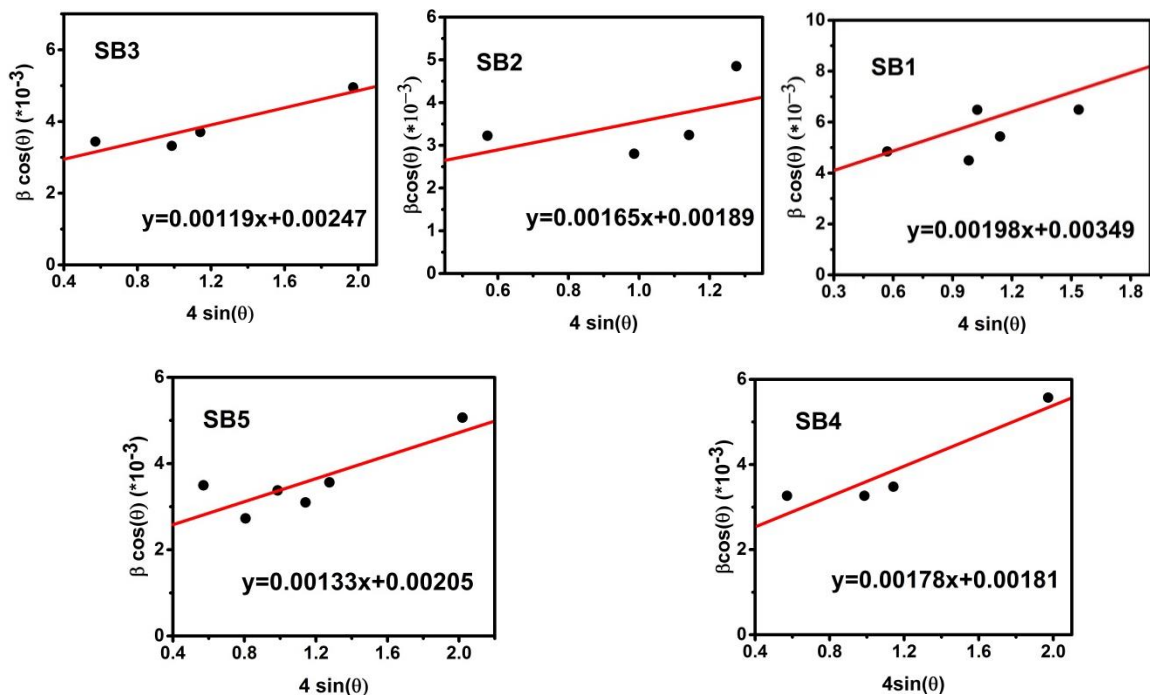 SB3
β cos(θ) (*10⁻³)
6
4
2
0
y=0.00119x+0.00247
0.4 0.8 1.2 1.6 2.0
4 sin(θ)
SB2
βcos(θ) (*10⁻³)
6
5
4
3
2
1
0
y=0.00165x+0.00189
0.6 0.8 1.0 1.2
4 sin(θ)
SB1
β cos(θ) (*10⁻³)
10
8
6
4
2
0
y=0.00198x+0.00349
0.3 0.6 0.9 1.2 1.5 1.8
4 sin(θ)
SB5
β cos(θ) (*10⁻³)
6
4
2
0
y=0.00133x+0.00205
0.4 0.8 1.2 1.6 2.0
4 sin(θ)
SB4
βcos(θ) (*10⁻³)
6
4
2
0
y=0.00178x+0.00181
0.4 0.8 1.2 1.6 2.0
4sin(θ)